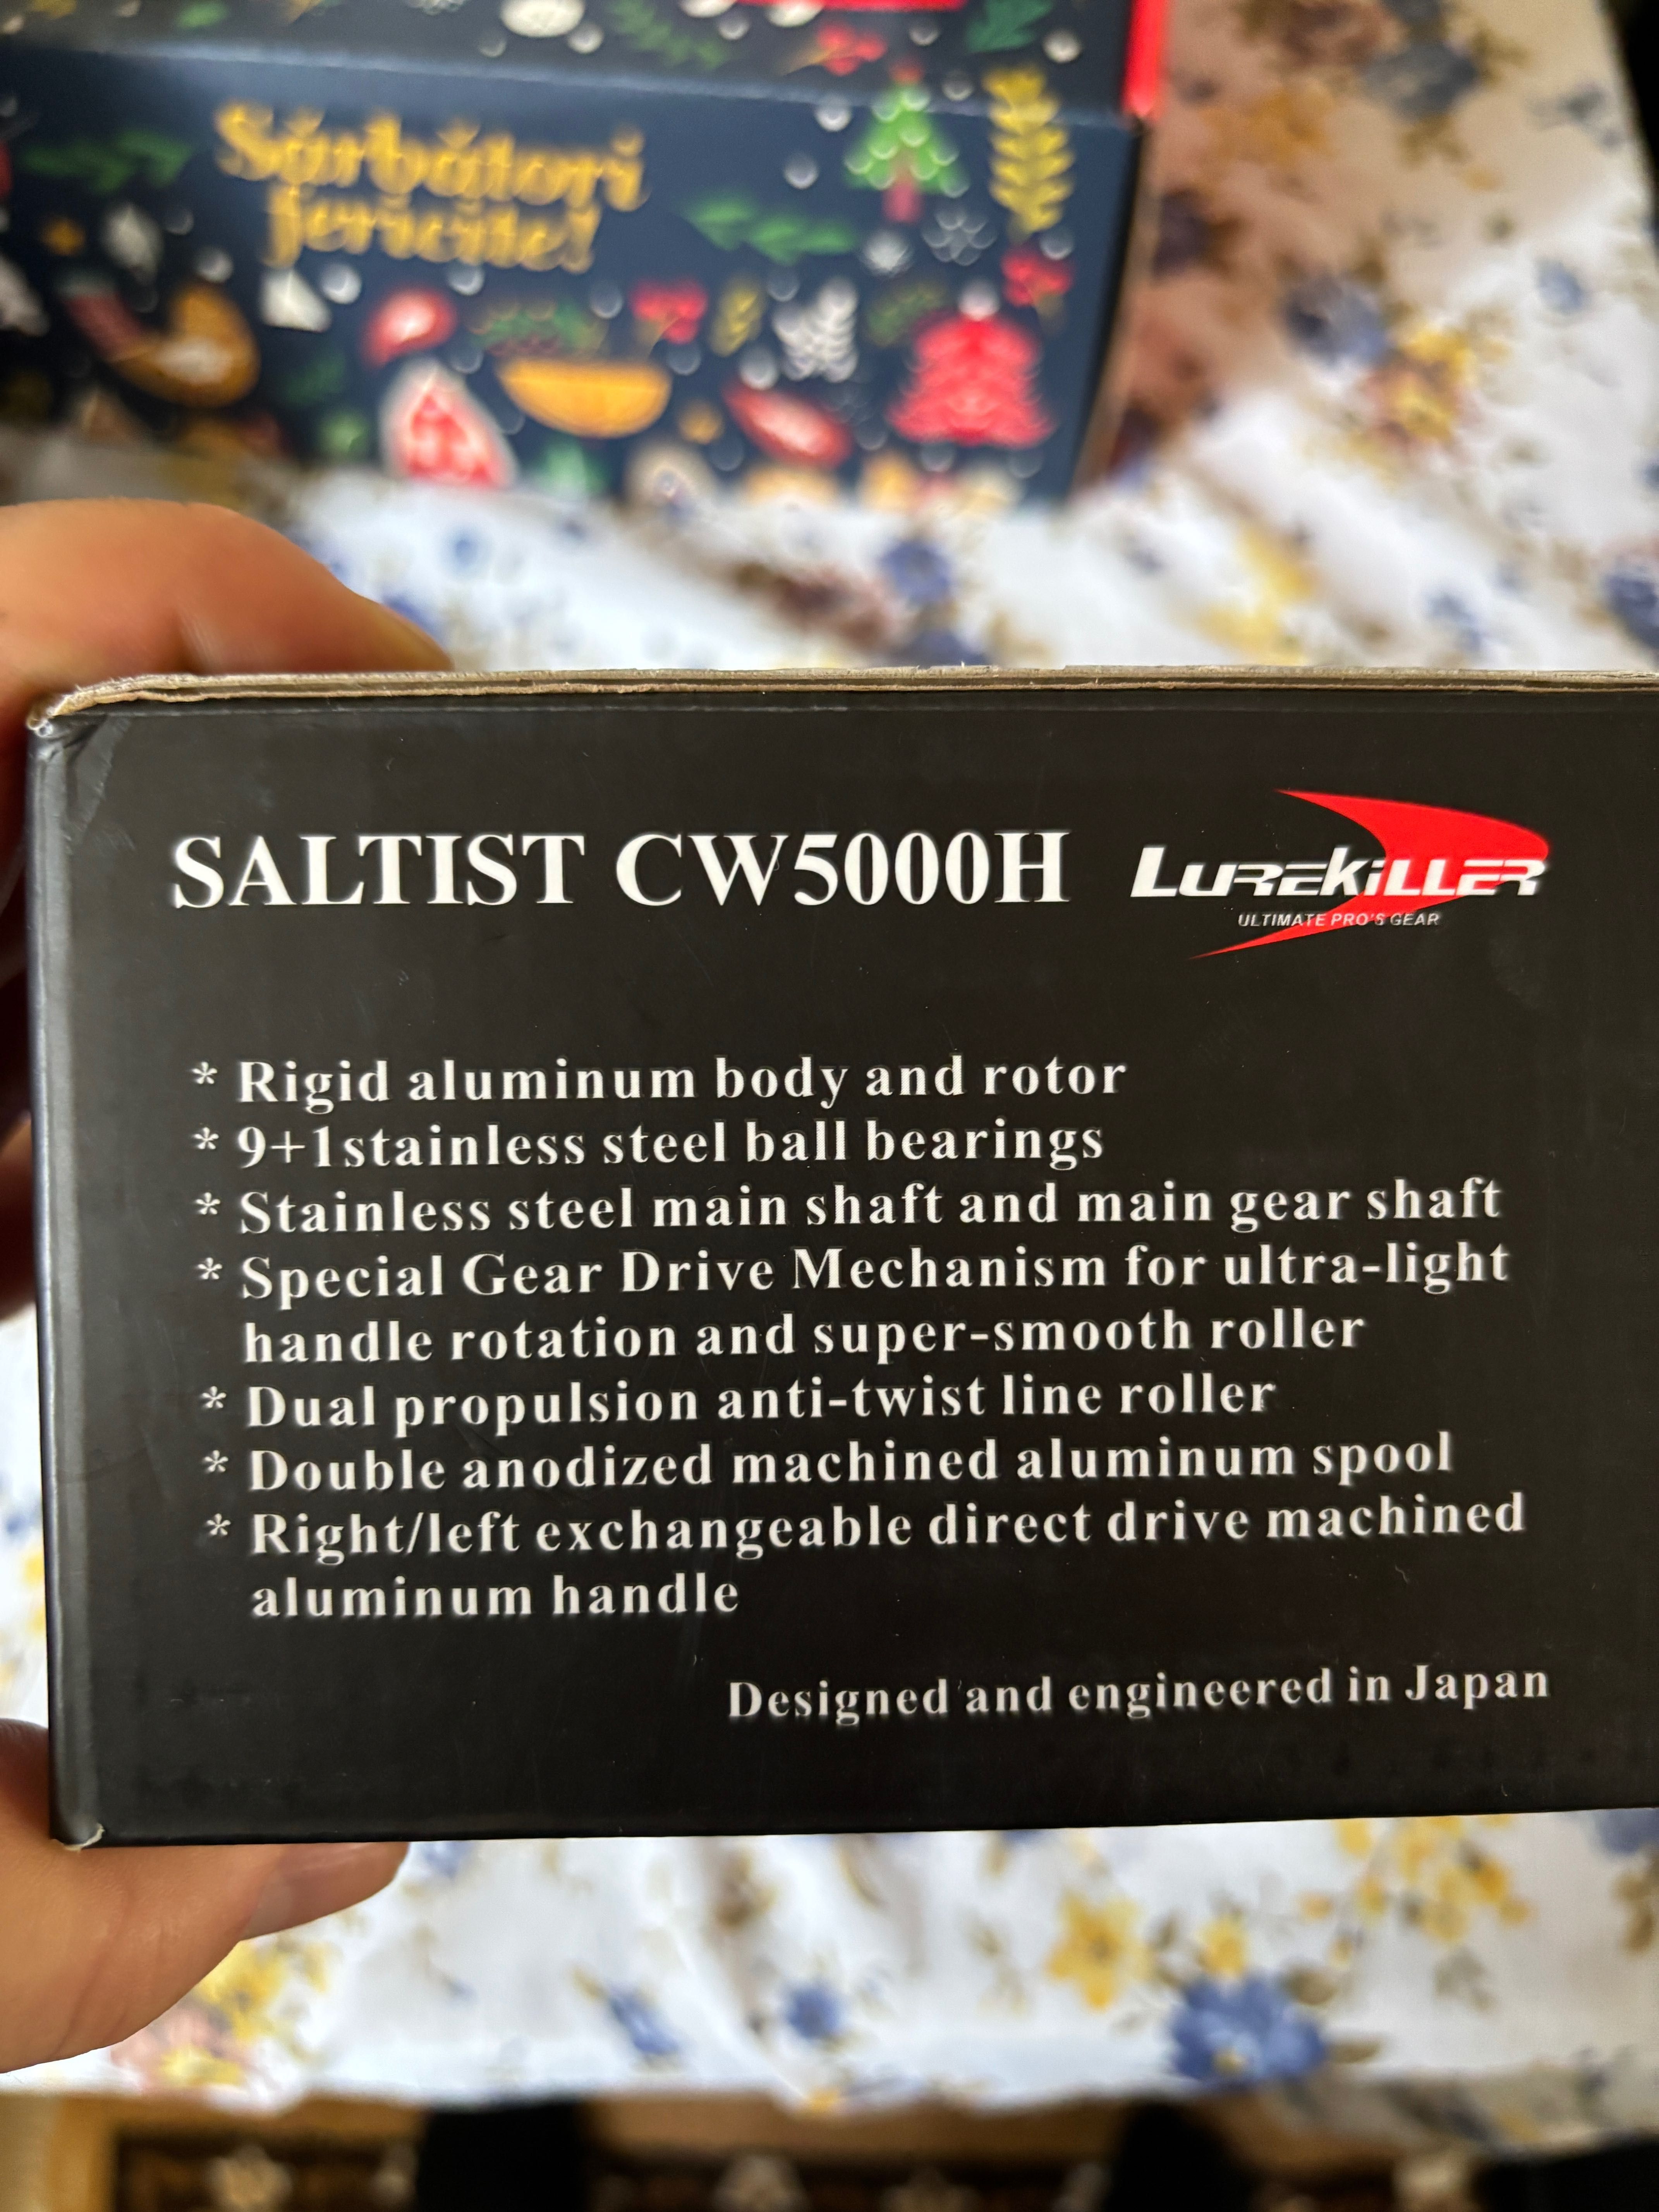 Sărbători
fericite!
SALTIST CW5000H
LUREKiLLER
ULTIMATE PRO'S GEAR
* Rigid aluminum body and rotor
* 9+1stainless steel ball bearings
* Stainless steel main shaft and main gear shaft
* Special Gear Drive Mechanism for ultra-light
handle rotation and super-smooth roller
* Dual propulsion anti-twist line roller
* Double anodized machined aluminum spool
* Right/left exchangeable direct drive machined
aluminum handle
Designed and engineered in Japan